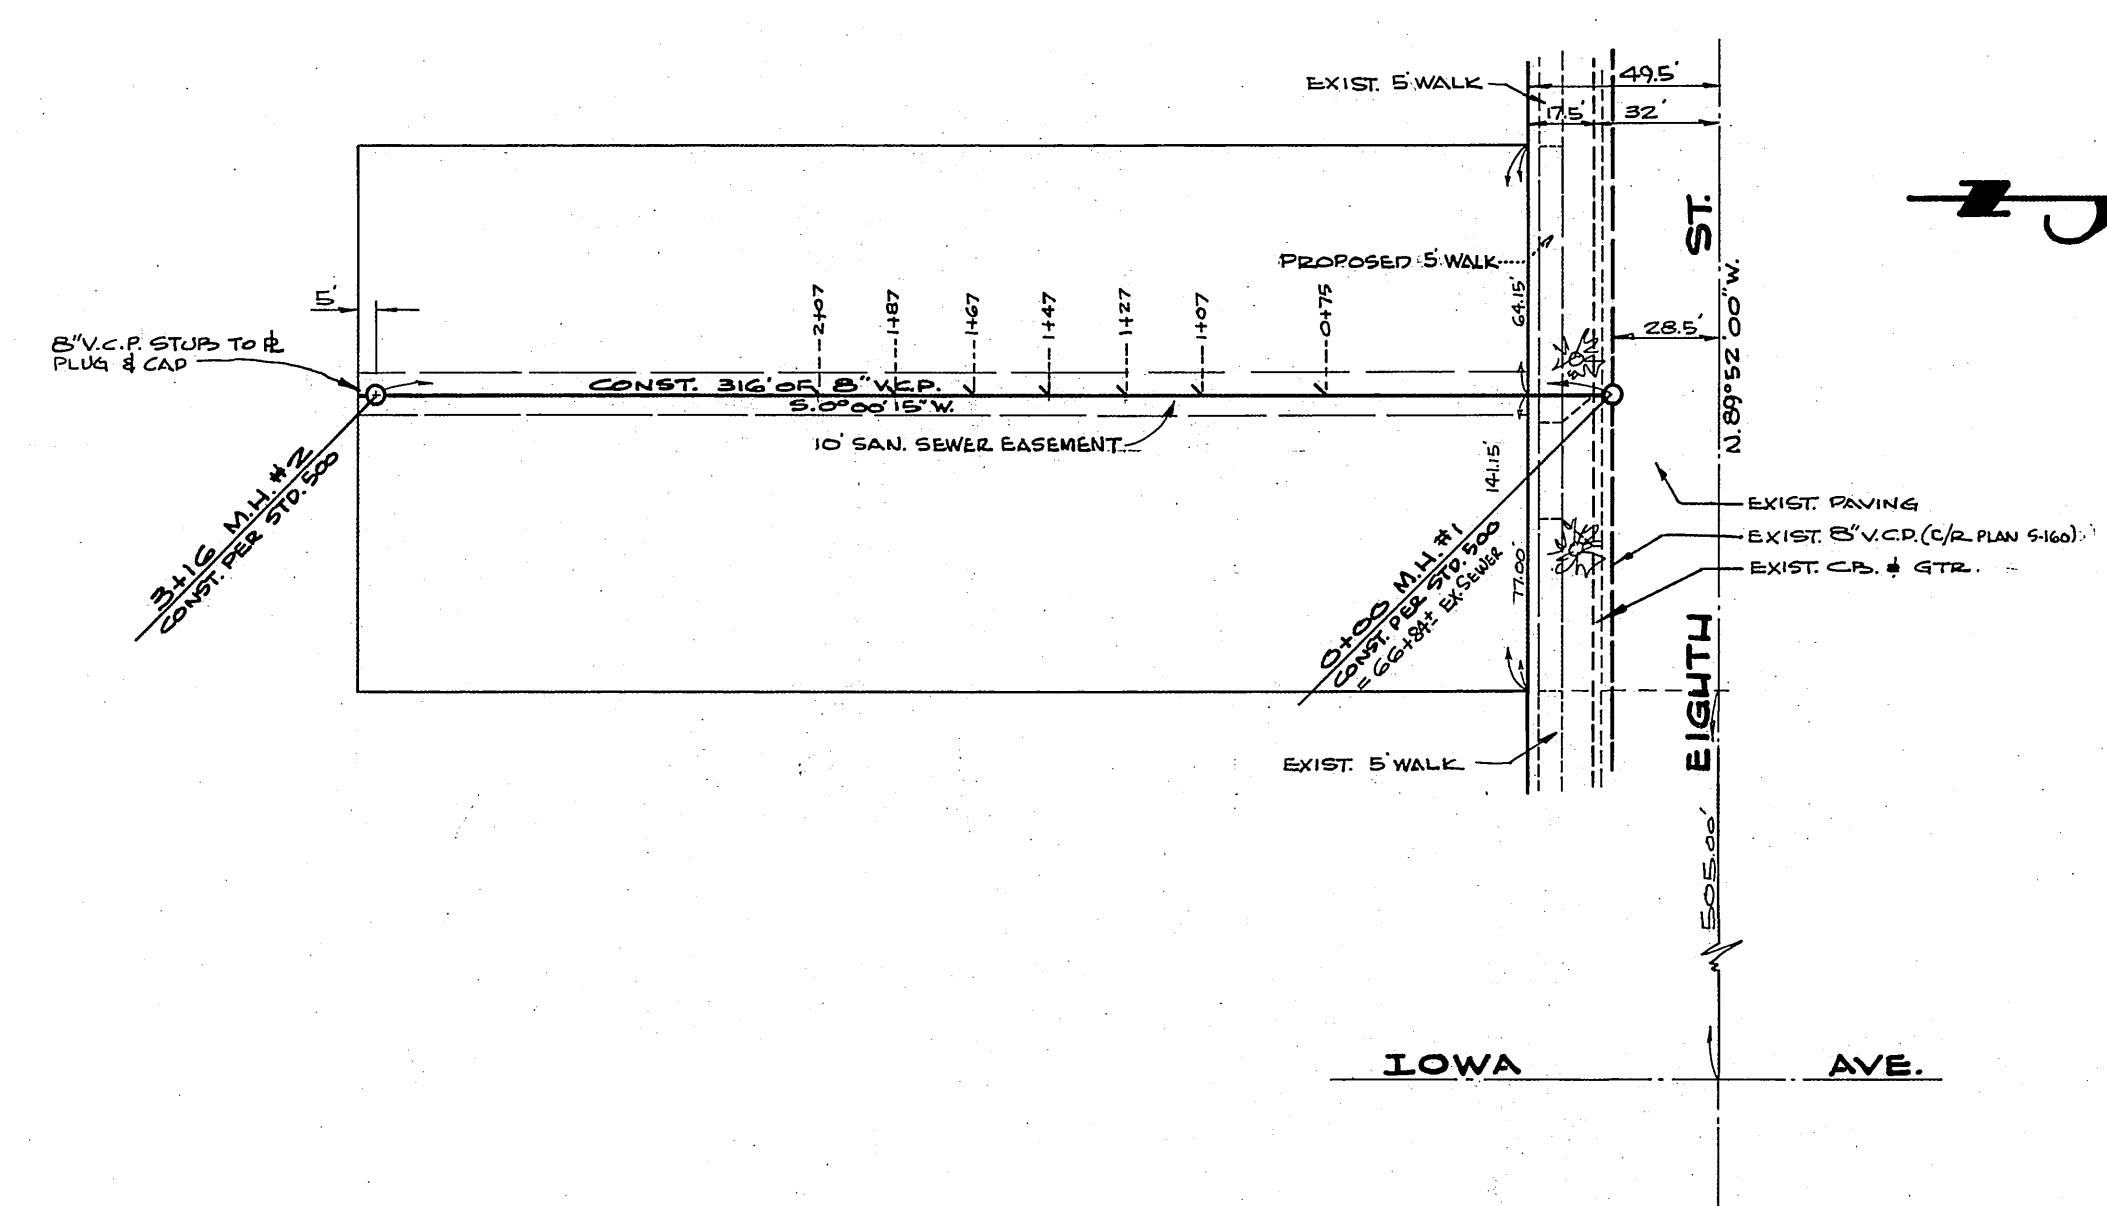 EXIST. 5' WALK
49.5'
17.5'
32'
ST.
N
PROPOSED 5' WALK
N. 89° 52' 00" W.
64.15'
28.5'
5'
8" V.C.P. STUB TO ⅊
PLUG & CAP
2+07
1+87
1+67
1+47
1+27
1+07
0+75
CONST. 316' OF 8" V.C.P.
S. 0° 00' 15" W.
10' SAN. SEWER EASEMENT
141.15'
77.00'
3+16 M.H. #2
CONST. PER STD. 500
0+00 M.H. #1
CONST. PER STD. 500
= 66+84± EX. SEWER
EXIST. PAVING
EXIST. 8" V.C.P. (C/R PLAN S-160)
EXIST. CB. & GTR.
EIGHTH
EXIST. 5' WALK
505.00'
IOWA AVE.